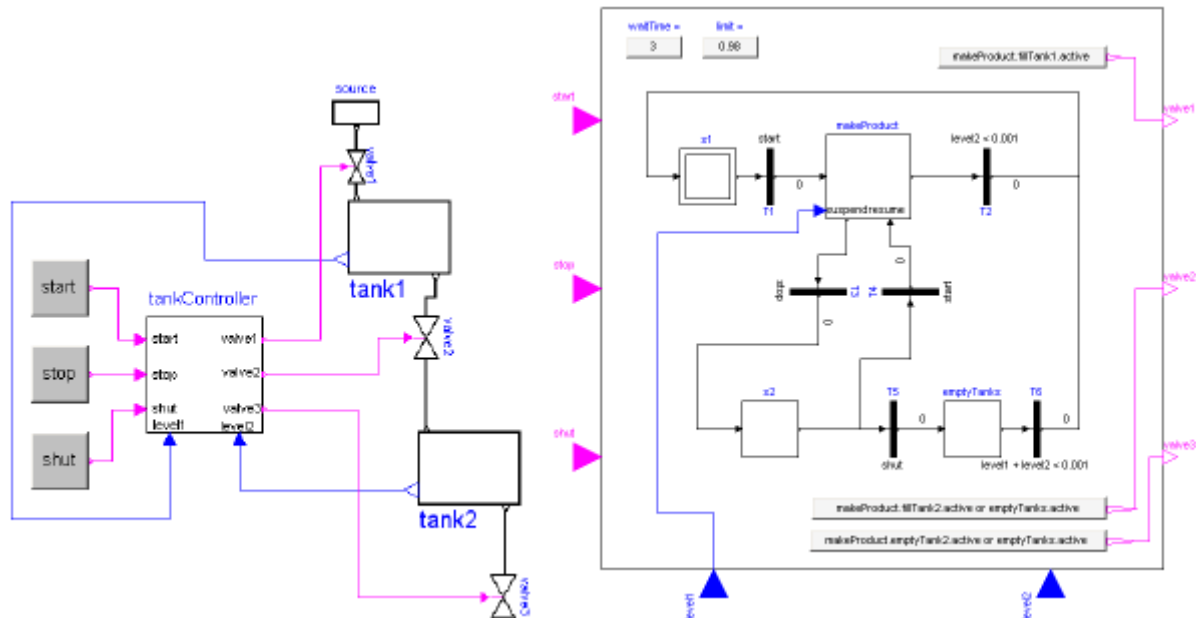 source
valve1
tank1
start
stop
shut
tankController
start
stop
shut
level1
valve1
valve2
valve3
level2
valve2
tank2
valve3
waitTime =
3
limit =
0.98
makeProduct.fillTank1.active
start
stop
shut
valve1
valve2
valve3
x1
start
T1
0
makeProduct
suspend
resume
level2 < 0.001
T2
0
stop
T3
0
T4
start
0
x2
T5
shut
0
emptyTanks
T6
0
level1 + level2 < 0.001
makeProduct.fillTank2.active or emptyTanks.active
makeProduct.emptyTank2.active or emptyTanks.active
level1
level2